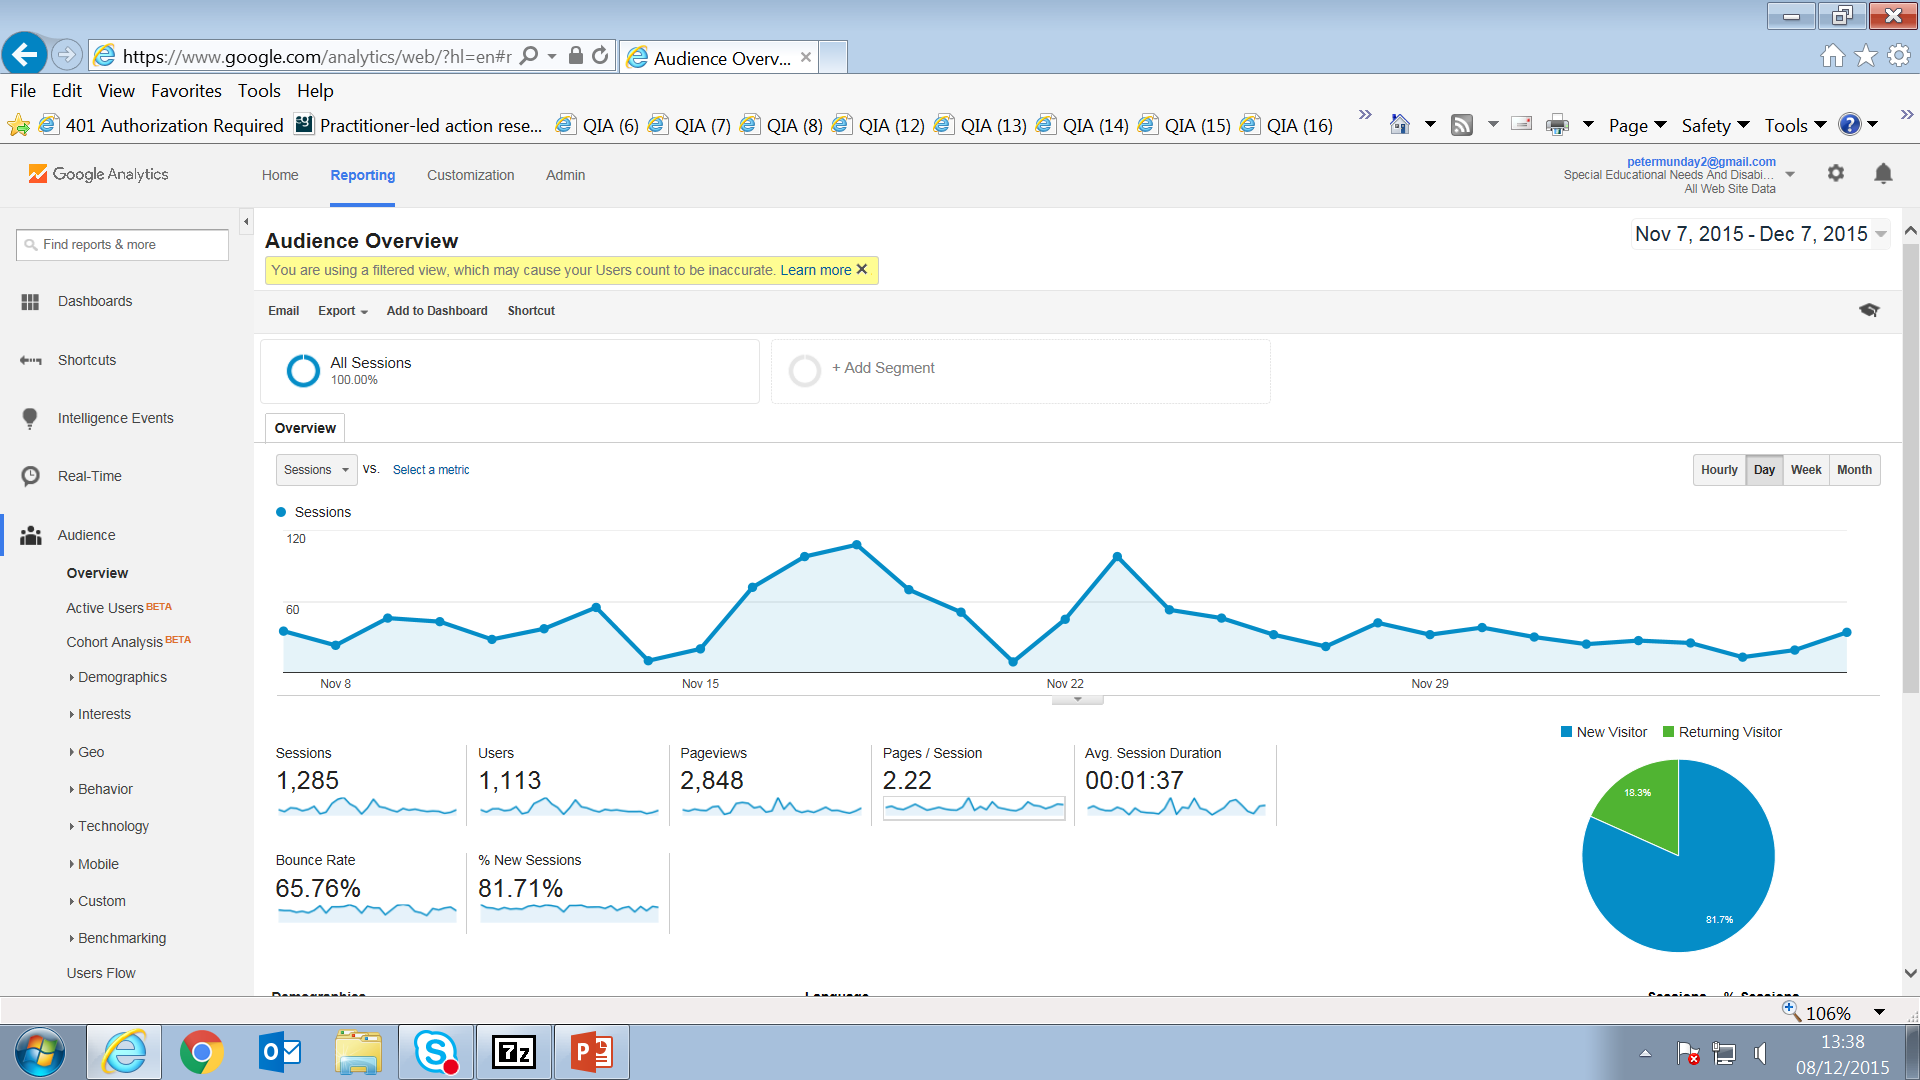 https://www.google.com/analytics/web/?hl=en#r
Audience Overv...
File Edit View Favorites Tools Help
401 Authorization Required Practitioner-led action rese... QIA (6) QIA (7) QIA (8) QIA (12) QIA (13) QIA (14) QIA (15) QIA (16) Page Safety Tools
Google Analytics Home Reporting Customization Admin
petermunday2@gmail.com
Special Educational Needs And Disabi...
All Web Site Data
Find reports & more
Dashboards
Shortcuts
Intelligence Events
Real-Time
Audience
Overview
Active Users BETA
Cohort Analysis BETA
Demographics
Interests
Geo
Behavior
Technology
Mobile
Custom
Benchmarking
Users Flow
Audience Overview
Nov 7, 2015 - Dec 7, 2015
You are using a filtered view, which may cause your Users count to be inaccurate. Learn more
Email Export Add to Dashboard Shortcut
All Sessions
100.00%
+ Add Segment
Overview
Sessions VS. Select a metric
Hourly Day Week Month
Sessions
120
60
Nov 8 Nov 15 Nov 22 Nov 29
New Visitor Returning Visitor
Sessions
1,285
Users
1,113
Pageviews
2,848
Pages / Session
2.22
Avg. Session Duration
00:01:37
Bounce Rate
65.76%
% New Sessions
81.71%
18.3%
81.7%
Demographics Language Sessions % Sessions
106%
13:38
08/12/2015